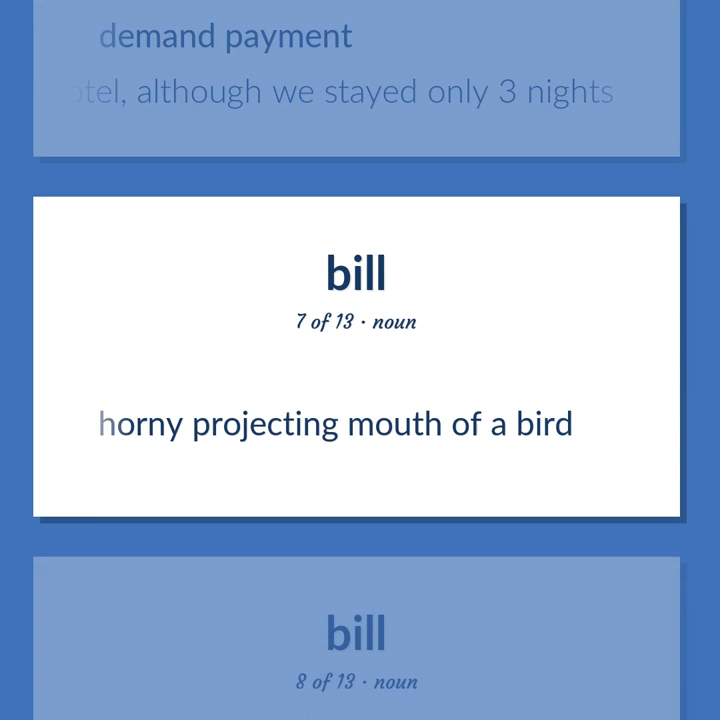 demand payment
although we stayed only 3 nights
bill
7 of 13 · noun
horny projecting mouth of a bird
bill
8 of 13 · noun